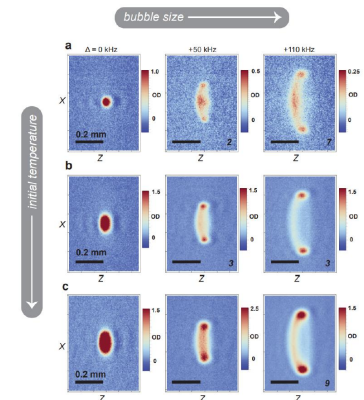 bubble size
initial temperature
a
Δ = 0 kHz
+50 kHz
+110 kHz
X
0.2 mm
1.0
OD
0
2
0.5
OD
0
7
0.25
OD
0
Z
Z
Z
b
X
0.2 mm
1.5
OD
0
3
1.5
OD
0
3
1.5
OD
0
Z
Z
Z
c
X
0.2 mm
1.5
OD
0
2.5
OD
0
9
1.5
OD
0
Z
Z
Z